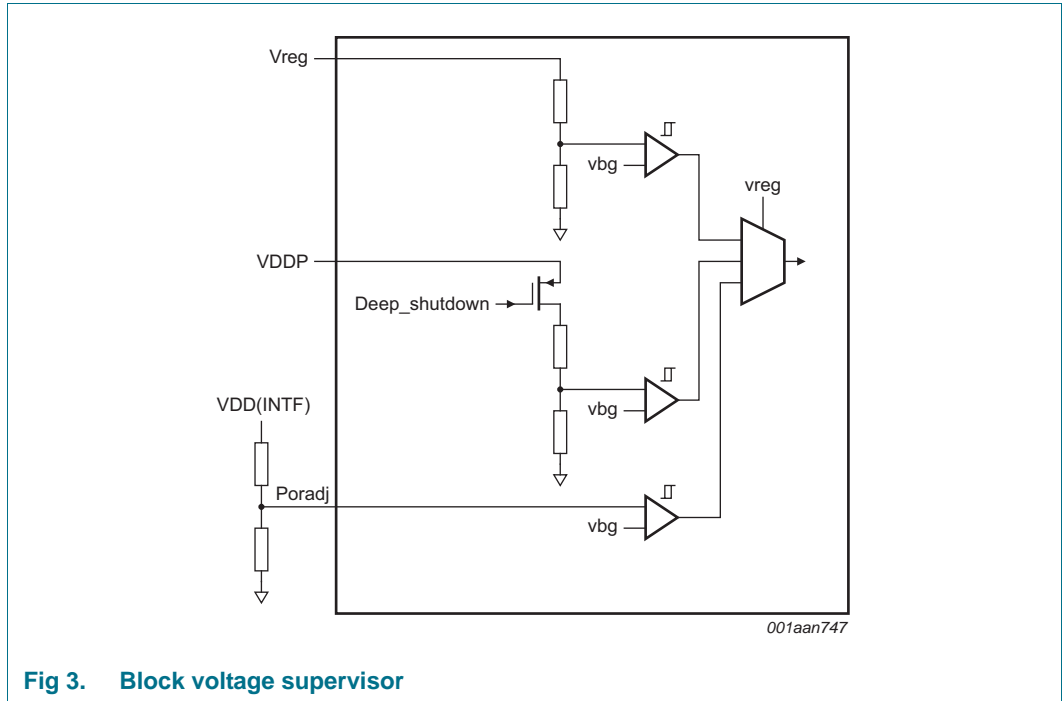 Vreg
vbg
vreg
VDDP
Deep_shutdown
vbg
VDD(INTF)
Poradj
vbg
001aan747
Fig 3. Block voltage supervisor